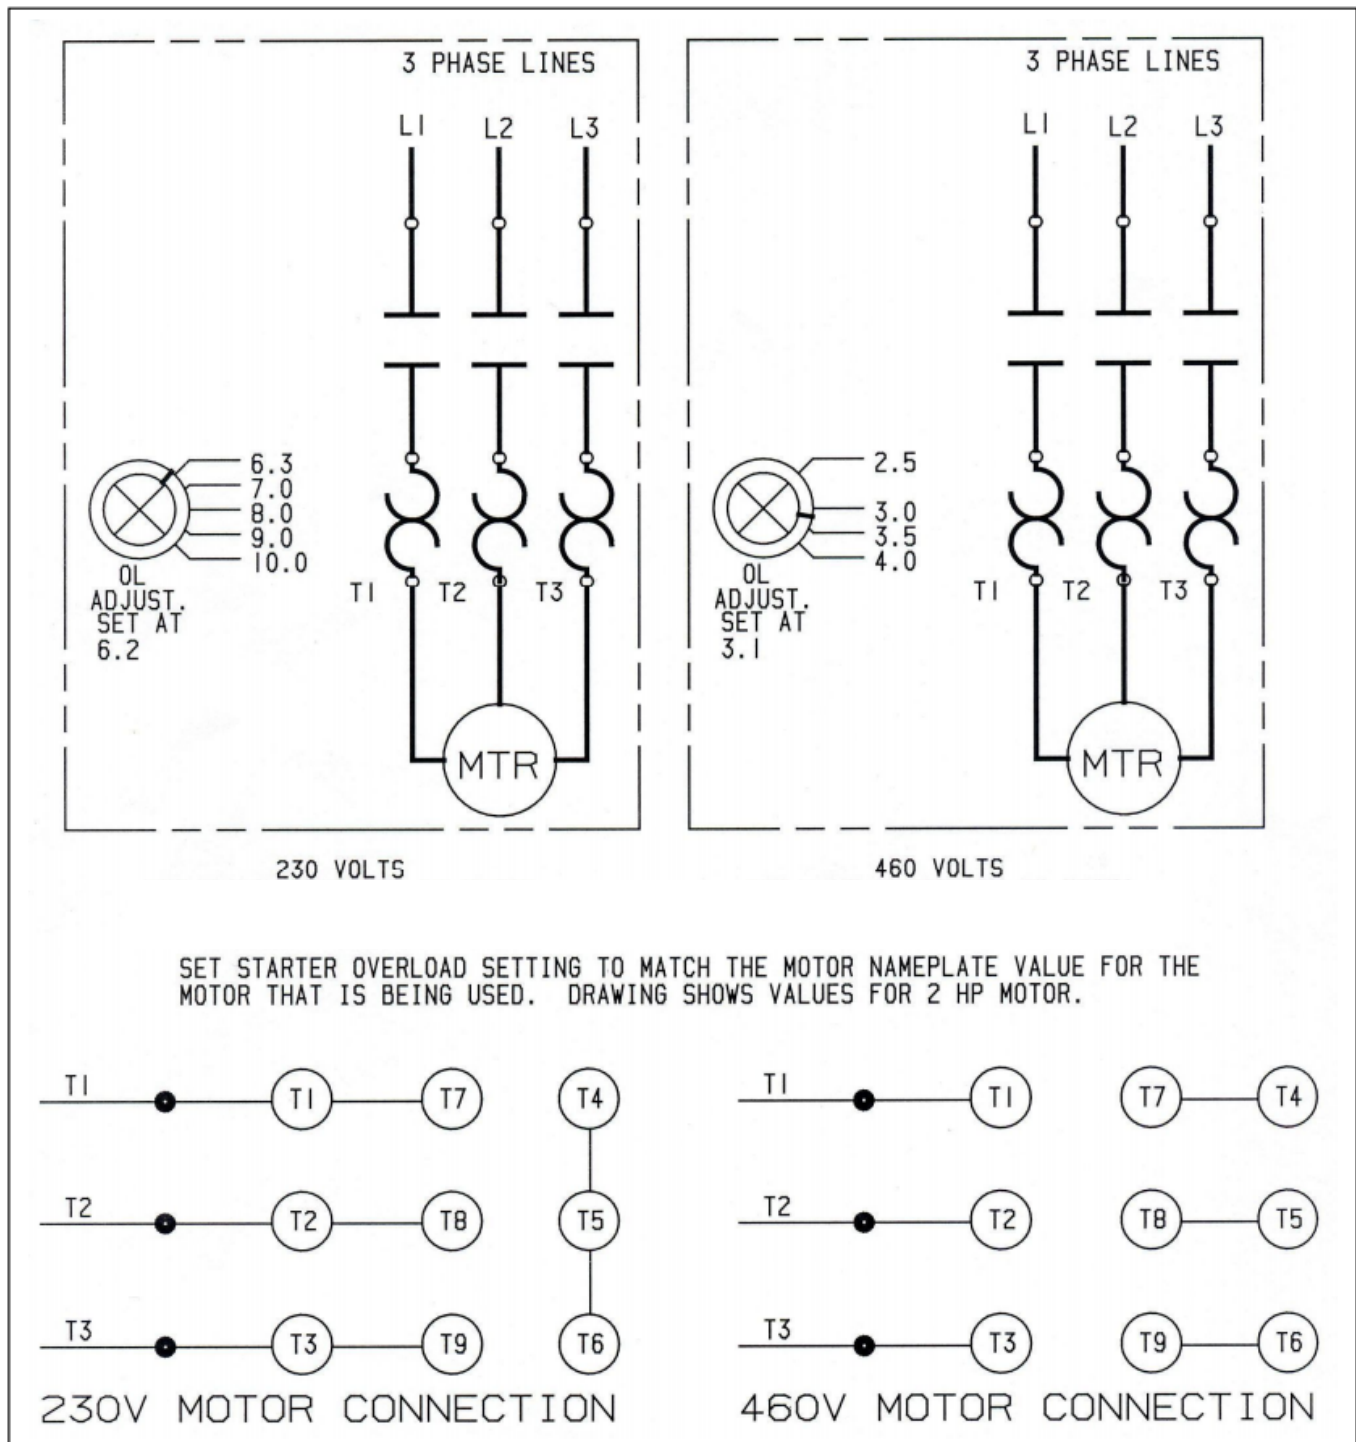 3 PHASE LINES
L1 L2 L3
6.3
7.0
8.0
9.0
10.0
OL
ADJUST.
SET AT
6.2
T1 T2 T3
MTR
230 VOLTS
3 PHASE LINES
L1 L2 L3
2.5
3.0
3.5
4.0
OL
ADJUST.
SET AT
3.1
T1 T2 T3
MTR
460 VOLTS
SET STARTER OVERLOAD SETTING TO MATCH THE MOTOR NAMEPLATE VALUE FOR THE
MOTOR THAT IS BEING USED. DRAWING SHOWS VALUES FOR 2 HP MOTOR.
T1 T1 T7 T4
T2 T2 T8 T5
T3 T3 T9 T6
230V MOTOR CONNECTION
T1 T1 T7 T4
T2 T2 T8 T5
T3 T3 T9 T6
460V MOTOR CONNECTION